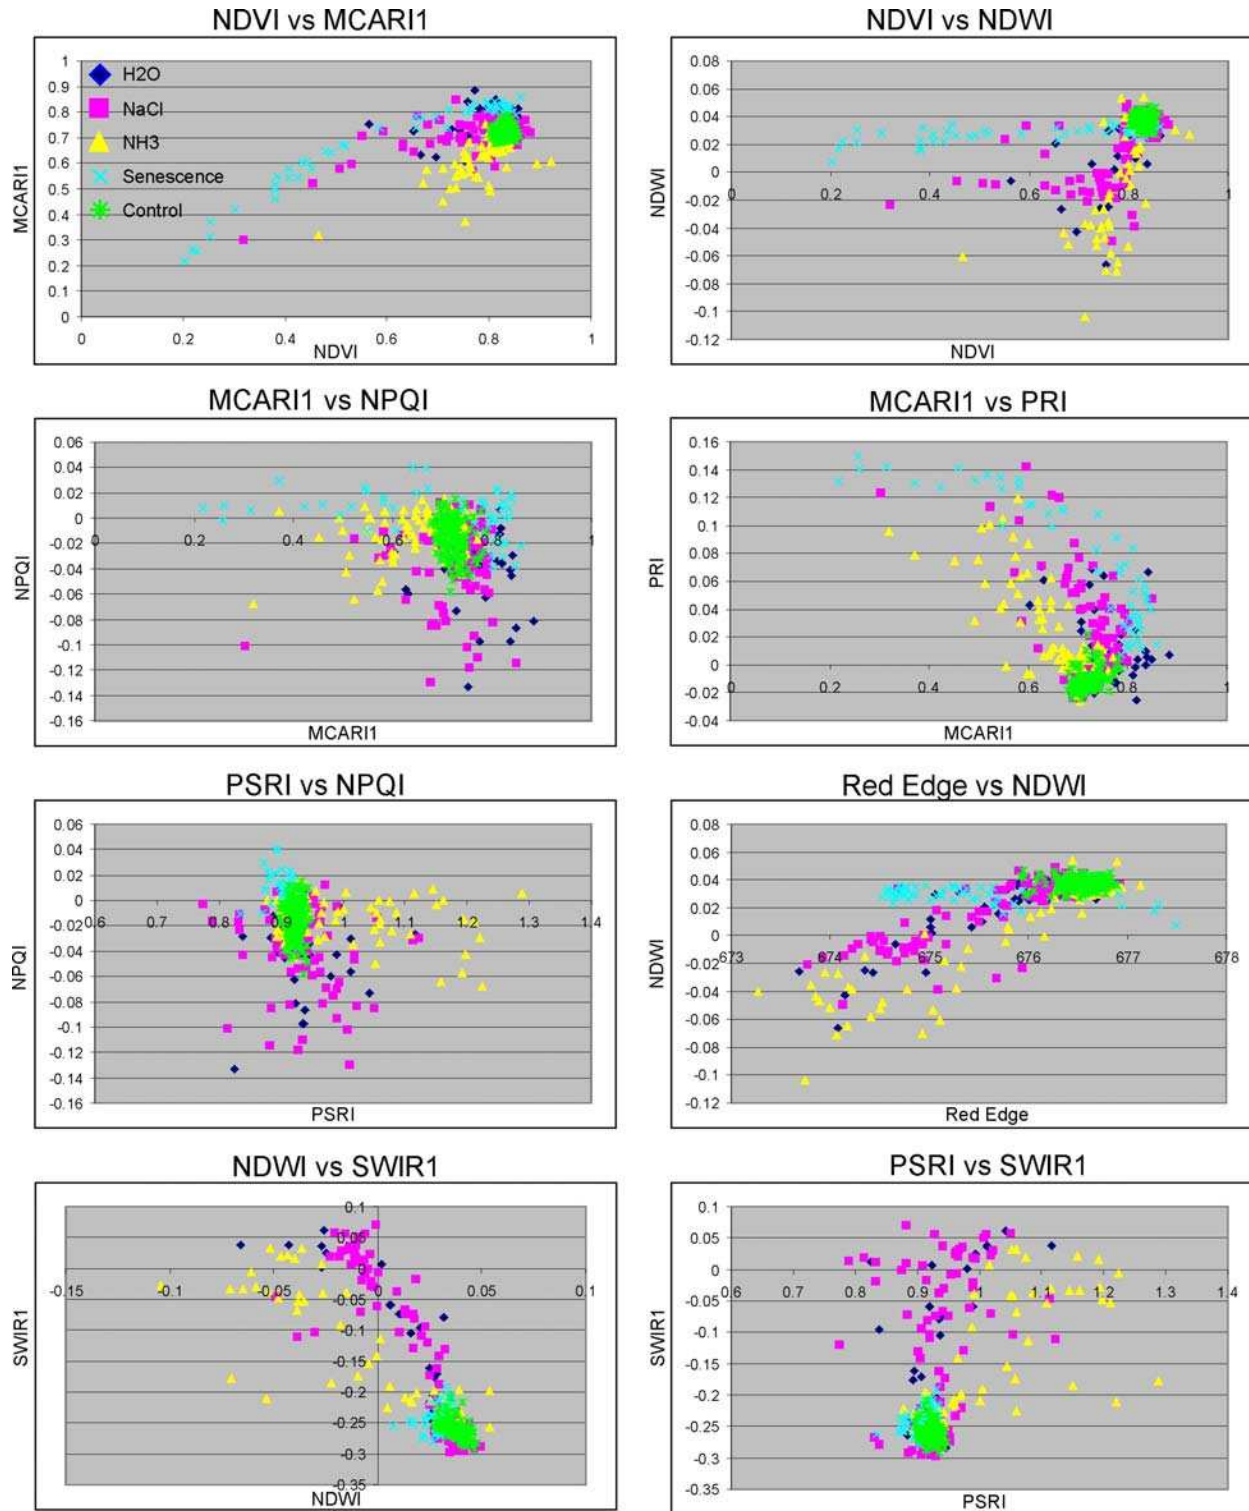 NDVI vs MCARI1
1
0.9
0.8
0.7
0.6
0.5
0.4
0.3
0.2
0.1
0
MCARI1
H2O
NaCl
NH3
Senescence
Control
0 0.2 0.4 0.6 0.8 1
NDVI
NDVI vs NDWI
0.08
0.06
0.04
0.02
0
-0.02
-0.04
-0.06
-0.08
-0.1
-0.12
NDWI
0 0.2 0.4 0.6 0.8 1
NDVI
MCARI1 vs NPQI
0.06
0.04
0.02
0
-0.02
-0.04
-0.06
-0.08
-0.1
-0.12
-0.14
-0.16
NPQI
0 0.2 0.4 0.6 0.8 1
MCARI1
MCARI1 vs PRI
0.16
0.14
0.12
0.1
0.08
0.06
0.04
0.02
0
-0.02
-0.04
PRI
0 0.2 0.4 0.6 0.8 1
MCARI1
PSRI vs NPQI
0.06
0.04
0.02
0
-0.02
-0.04
-0.06
-0.08
-0.1
-0.12
-0.14
-0.16
NPQI
0.6 0.7 0.8 0.9 1 1.1 1.2 1.3 1.4
PSRI
Red Edge vs NDWI
0.08
0.06
0.04
0.02
0
-0.02
-0.04
-0.06
-0.08
-0.1
-0.12
NDWI
673 674 675 676 677 678
Red Edge
NDWI vs SWIR1
0.1
0.05
0
-0.05
-0.1
-0.15
-0.2
-0.25
-0.3
-0.35
SWIR1
-0.15 -0.1 -0.05 0 0.05 0.1
NDWI
PSRI vs SWIR1
0.1
0.05
0
-0.05
-0.1
-0.15
-0.2
-0.25
-0.3
-0.35
SWIR1
0.6 0.7 0.8 0.9 1 1.1 1.2 1.3 1.4
PSRI